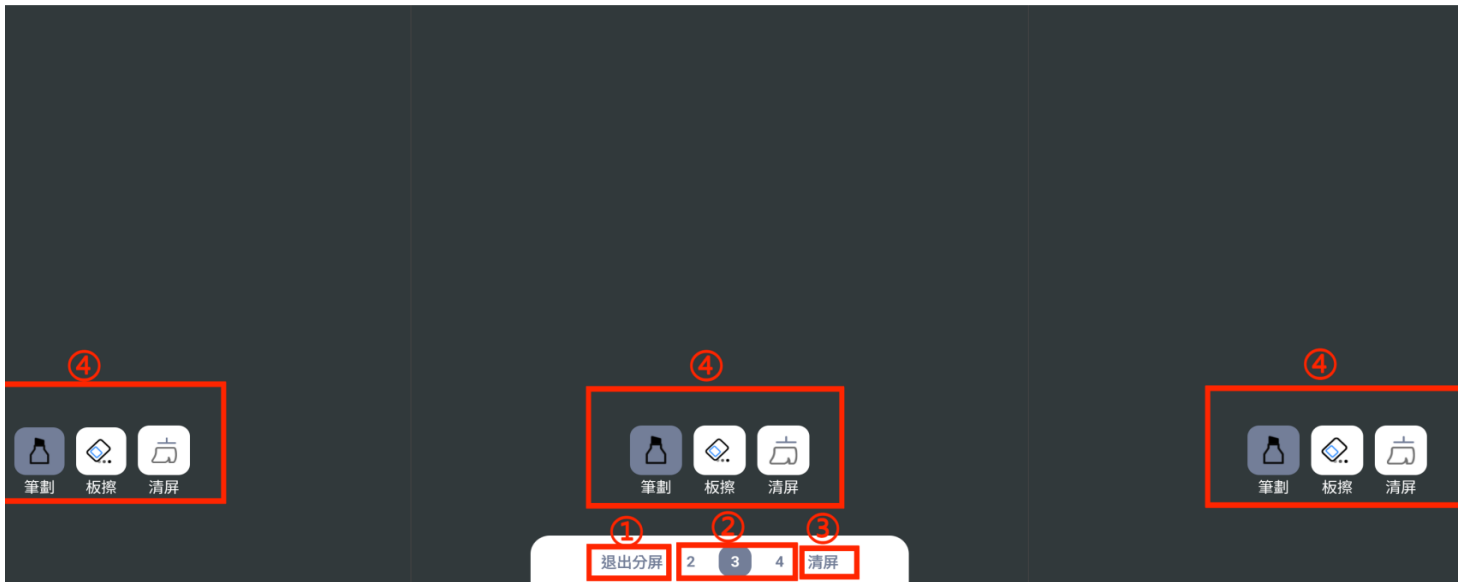 ④ ④ ④
筆劃 板擦 清屏 筆劃 板擦 清屏 筆劃 板擦 清屏
① ② ③
退出分屏 2 3 4 清屏